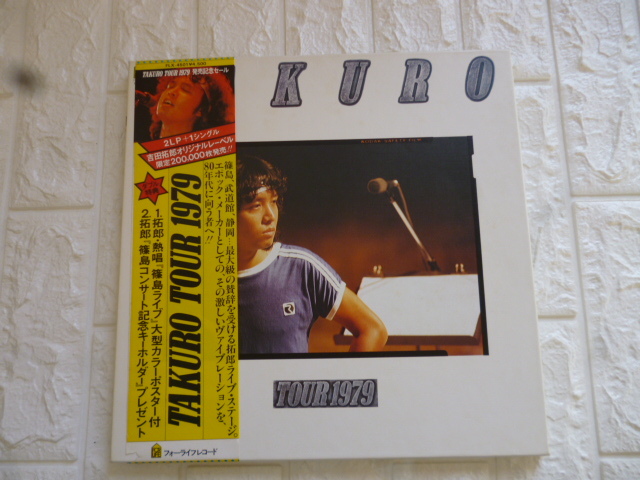 TAKURO TOUR 1979 発売記念セール
2LP+1シングル
吉田拓郎オリジナルレーベル
限定200,000枚発売!!
篠島、武道館、静岡…最大級の賛辞を受ける拓郎ライブ・ステージ。
エポック・メーカーとしての、その激しいヴァイブレーションを、
80年代に向う者へ!!
TAKURO TOUR 1979
1.拓郎・熱唱『篠島ライブ』大型カラーポスター付
2.拓郎『篠島コンサート記念キーホルダー』プレゼント
フォーライフレコード
KURO
TOUR1979